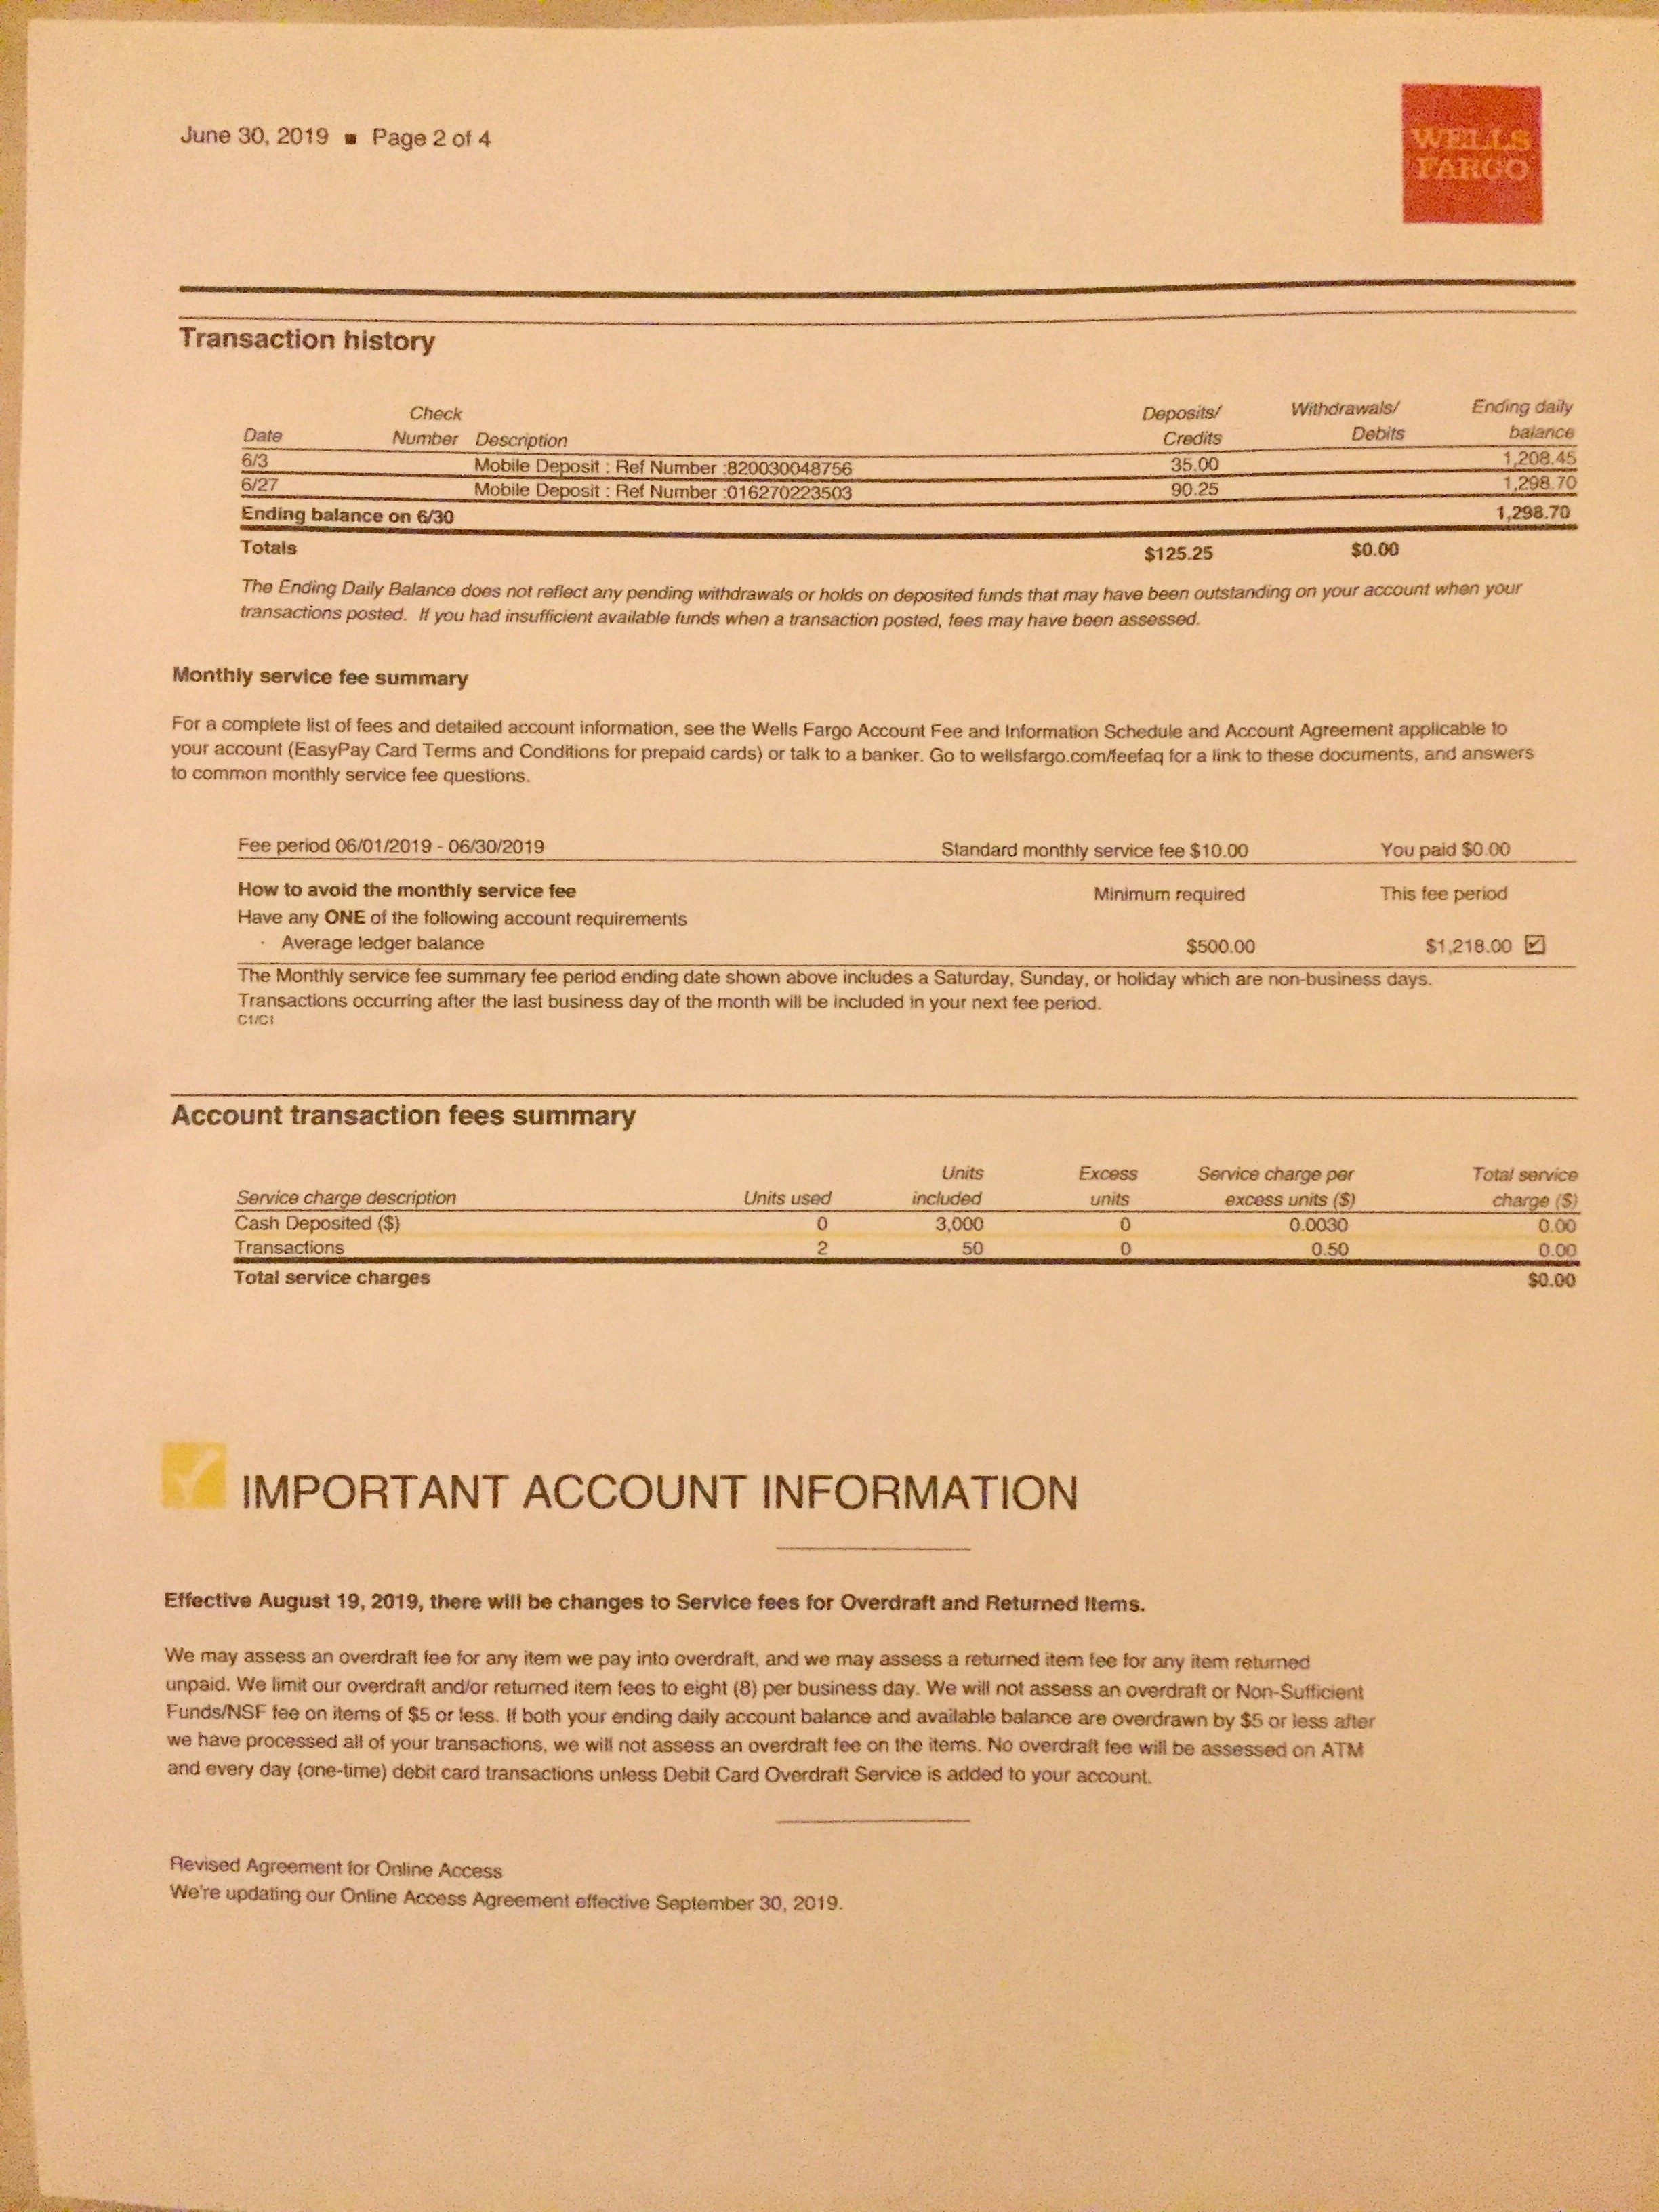 June 30, 2019 ■ Page 2 of 4
WELLS
FARGO
Transaction history
Check Deposits/ Withdrawals/ Ending daily
Date Number Description Credits Debits balance
6/3 Mobile Deposit : Ref Number :820030048756 35.00 1,208.45
6/27 Mobile Deposit : Ref Number :016270223503 90.25 1,298.70
Ending balance on 6/30 1,298.70
Totals $125.25 $0.00
The Ending Daily Balance does not reflect any pending withdrawals or holds on deposited funds that may have been outstanding on your account when your
transactions posted. If you had insufficient available funds when a transaction posted, fees may have been assessed.
Monthly service fee summary
For a complete list of fees and detailed account information, see the Wells Fargo Account Fee and Information Schedule and Account Agreement applicable to
your account (EasyPay Card Terms and Conditions for prepaid cards) or talk to a banker. Go to wellsfargo.com/feefaq for a link to these documents, and answers
to common monthly service fee questions.
Fee period 06/01/2019 - 06/30/2019 Standard monthly service fee $10.00 You paid $0.00
How to avoid the monthly service fee Minimum required This fee period
Have any ONE of the following account requirements
· Average ledger balance $500.00 $1,218.00 ☑
The Monthly service fee summary fee period ending date shown above includes a Saturday, Sunday, or holiday which are non-business days.
Transactions occurring after the last business day of the month will be included in your next fee period.
C1/C1
Account transaction fees summary
Units Excess Service charge per Total service
Service charge description Units used included units excess units ($) charge ($)
Cash Deposited ($) 0 3,000 0 0.0030 0.00
Transactions 2 50 0 0.50 0.00
Total service charges $0.00
IMPORTANT ACCOUNT INFORMATION
Effective August 19, 2019, there will be changes to Service fees for Overdraft and Returned Items.
We may assess an overdraft fee for any item we pay into overdraft, and we may assess a returned item fee for any item returned
unpaid. We limit our overdraft and/or returned item fees to eight (8) per business day. We will not assess an overdraft or Non-Sufficient
Funds/NSF fee on items of $5 or less. If both your ending daily account balance and available balance are overdrawn by $5 or less after
we have processed all of your transactions, we will not assess an overdraft fee on the items. No overdraft fee will be assessed on ATM
and every day (one-time) debit card transactions unless Debit Card Overdraft Service is added to your account.
Revised Agreement for Online Access
We're updating our Online Access Agreement effective September 30, 2019.